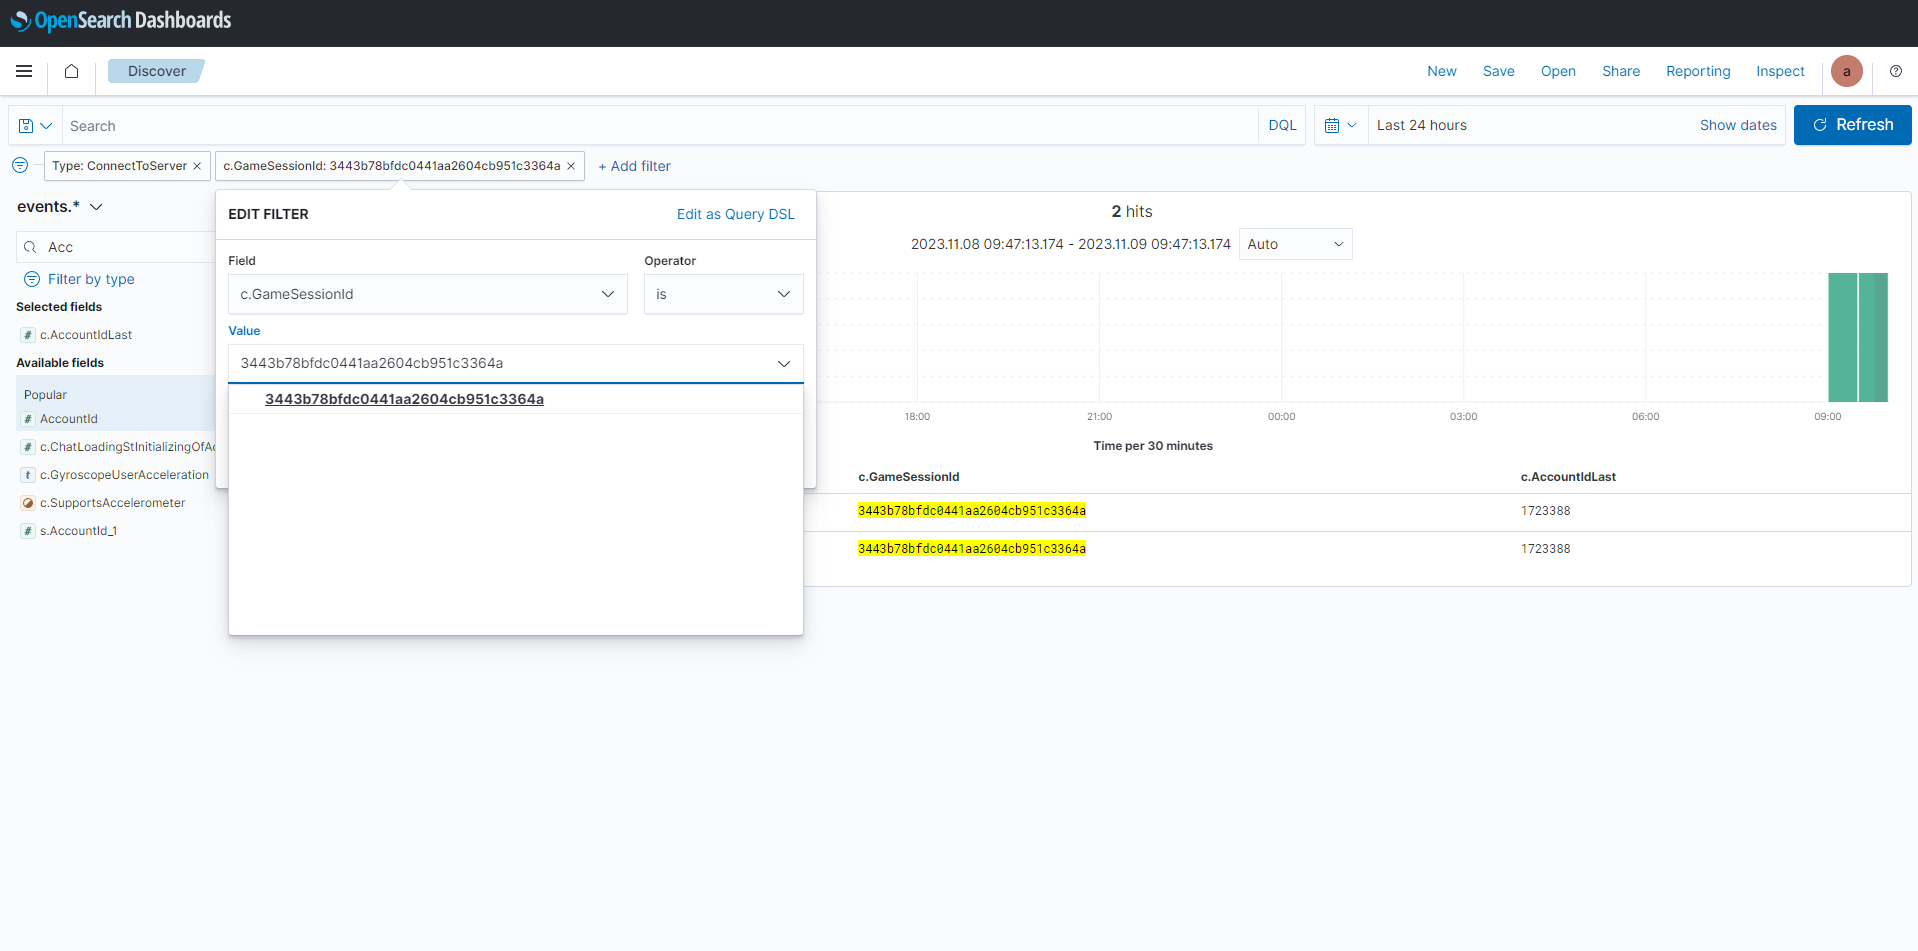 OpenSearch Dashboards
Discover
New Save Open Share Reporting Inspect a
Search DQL Last 24 hours Show dates Refresh
Type: ConnectToServer × c.GameSessionId: 3443b78bfdc0441aa2604cb951c3364a × + Add filter
events.*
Acc
Filter by type
Selected fields
# c.AccountIdLast
Available fields
Popular
# AccountId
# c.ChatLoadingStInitializingOfAc
t c.GyroscopeUserAcceleration
c.SupportsAccelerometer
# s.AccountId_1
EDIT FILTER Edit as Query DSL
Field Operator
c.GameSessionId is
Value
3443b78bfdc0441aa2604cb951c3364a
3443b78bfdc0441aa2604cb951c3364a
2 hits
2023.11.08 09:47:13.174 - 2023.11.09 09:47:13.174 Auto
18:00 21:00 00:00 03:00 06:00 09:00
Time per 30 minutes
c.GameSessionId c.AccountIdLast
3443b78bfdc0441aa2604cb951c3364a 1723388
3443b78bfdc0441aa2604cb951c3364a 1723388